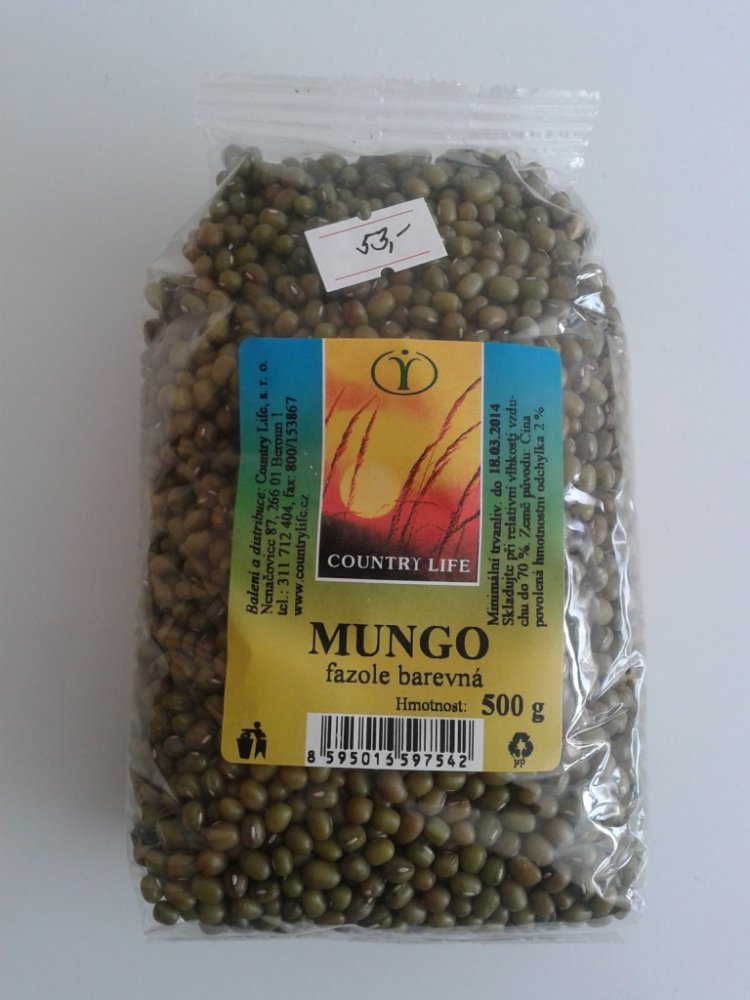 53,-
COUNTRY LIFE
Balení a distribuce: Country Life, s. r. o.
Nenačovice 87, 266 01 Beroun 1
tel.: 311 712 404, fax: 800/153867
www.countrylife.cz
Minimální trvanliv. do 18.03.2014
Skladujte při relativní vlhkosti vzdu-
chu do 70 %. Země původu: Čína
povolená hmotnostní odchylka 2 %
MUNGO
fazole barevná
Hmotnost: 500 g
8 595016 597542
PP